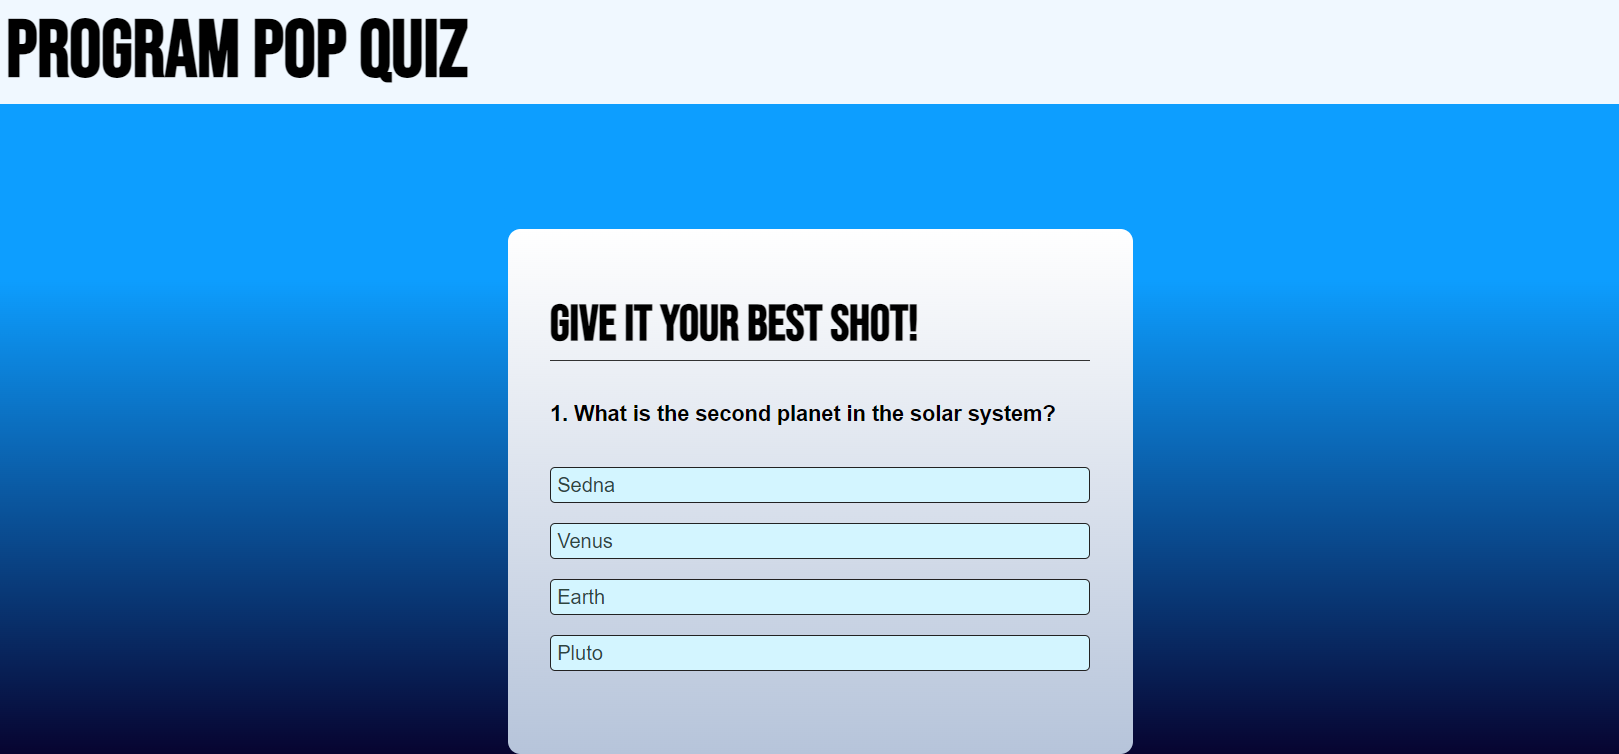 PROGRAM POP QUIZ
GIVE IT YOUR BEST SHOT!
1. What is the second planet in the solar system?
Sedna
Venus
Earth
Pluto